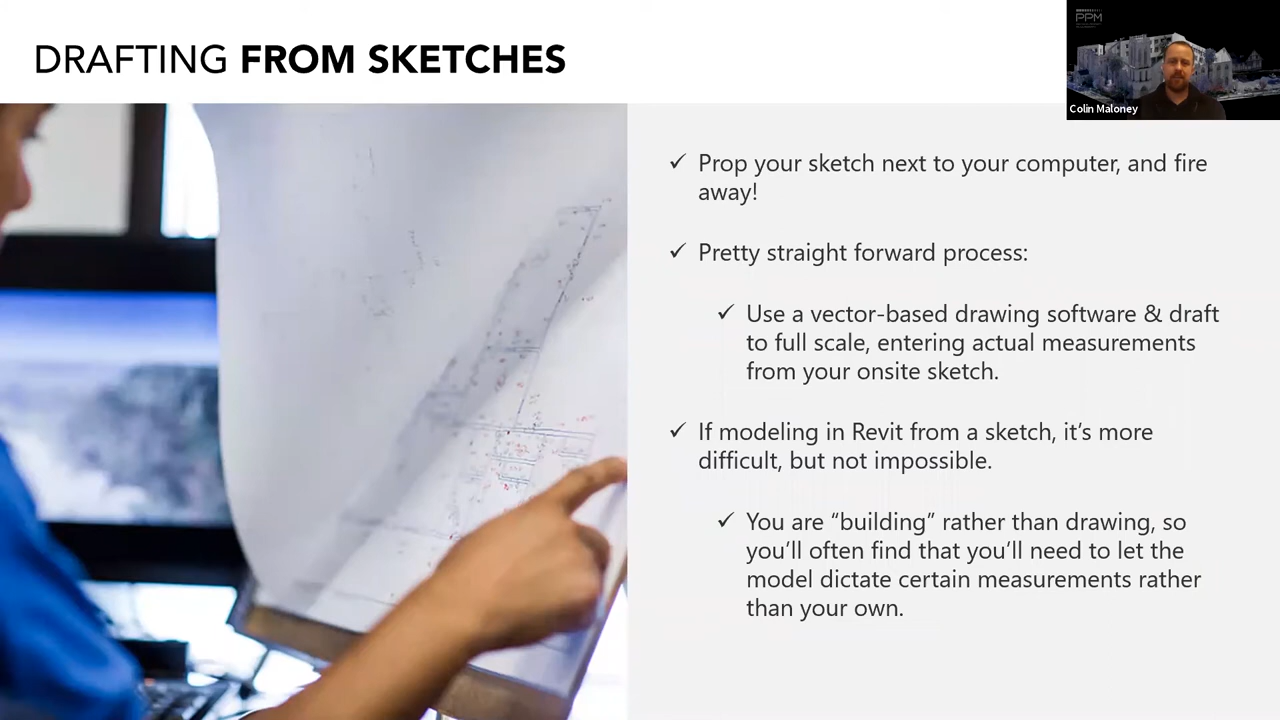 DRAFTING FROM SKETCHES
PPM
Colin Maloney
✓ Prop your sketch next to your computer, and fire
away!
✓ Pretty straight forward process:
✓ Use a vector-based drawing software & draft
to full scale, entering actual measurements
from your onsite sketch.
✓ If modeling in Revit from a sketch, it’s more
difficult, but not impossible.
✓ You are “building” rather than drawing, so
you’ll often find that you’ll need to let the
model dictate certain measurements rather
than your own.